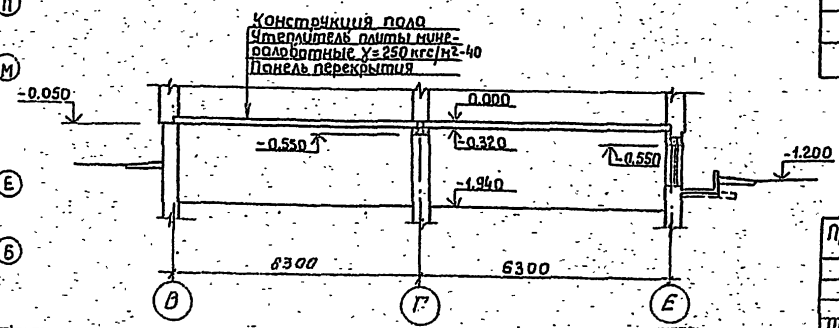 П
Конструкция пола
Утеплитель плиты мине-
раловатные γ=250 кгс/м2-40
Панель перекрытия
М
-0.050
0.000
-0.550
-0.320
-0.550
-1.200
Е
-1.940
П
Б
6300
6300
В
Г
Е